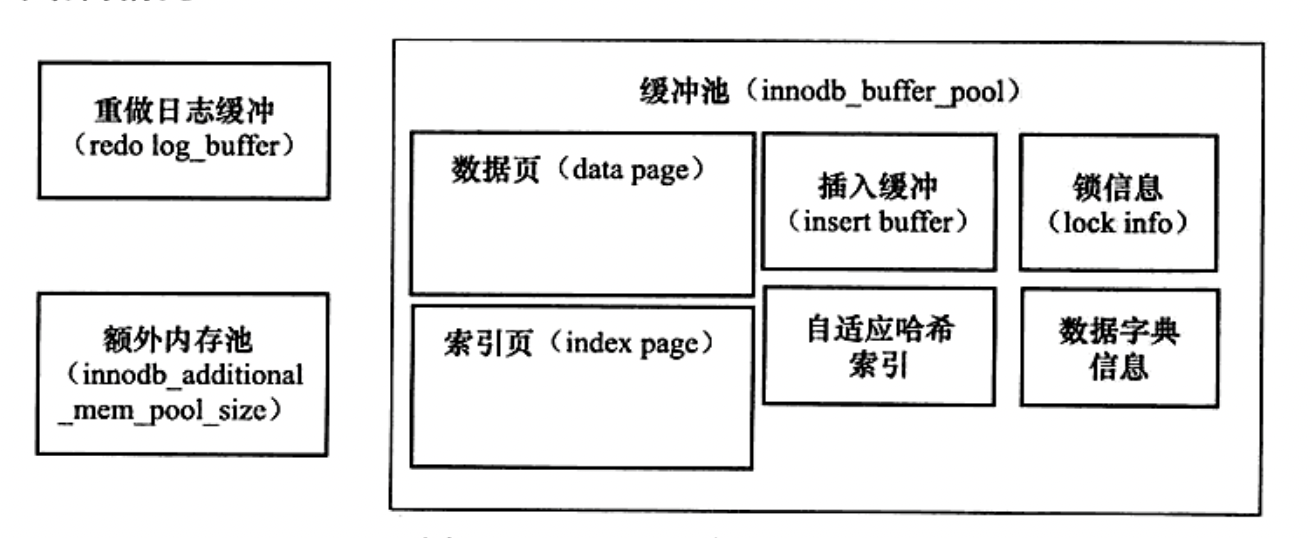 重做日志缓冲
（redo log_buffer）
额外内存池
（innodb_additional
_mem_pool_size）
缓冲池（innodb_buffer_pool）
数据页（data page）
索引页（index page）
插入缓冲
（insert buffer）
自适应哈希
索引
锁信息
（lock info）
数据字典
信息